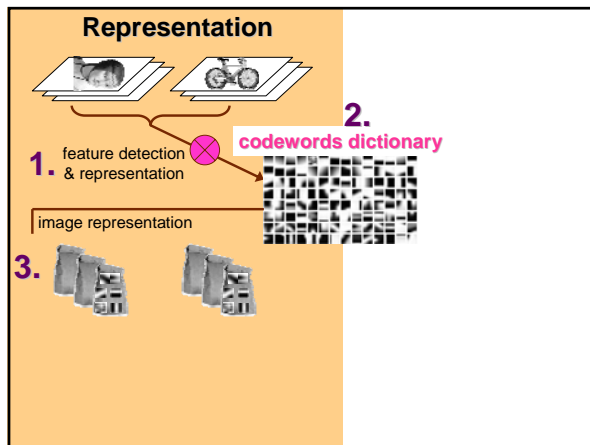 Representation
2.
codewords dictionary
1.
feature detection
& representation
image representation
3.